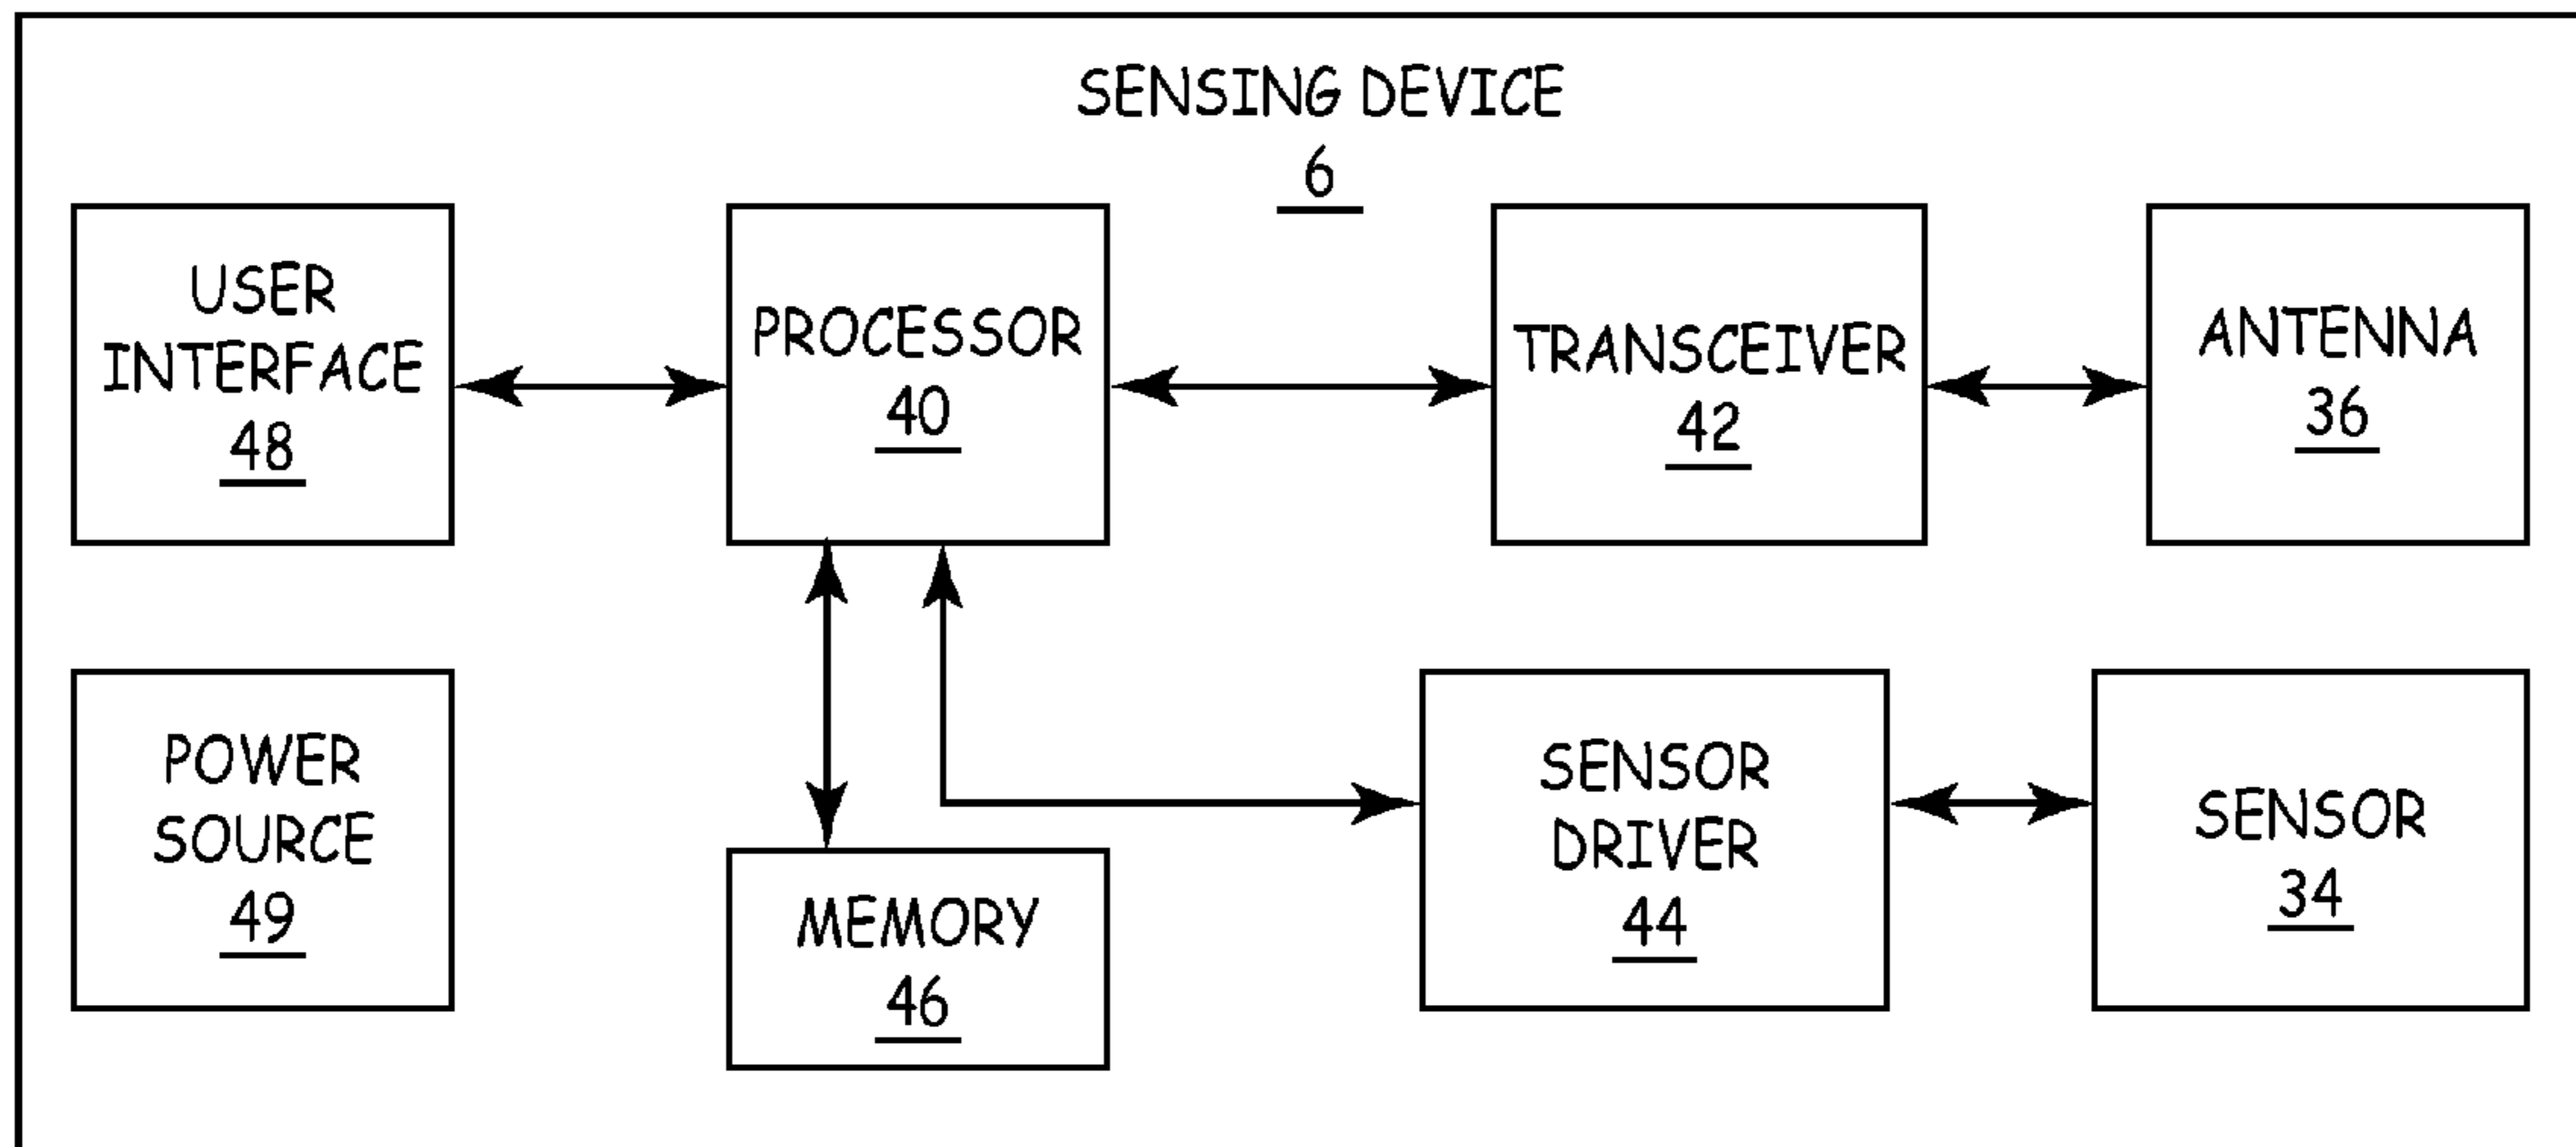 SENSING DEVICE
6
USER
INTERFACE
48
PROCESSOR
40
TRANSCEIVER
42
ANTENNA
36
POWER
SOURCE
49
MEMORY
46
SENSOR
DRIVER
44
SENSOR
34